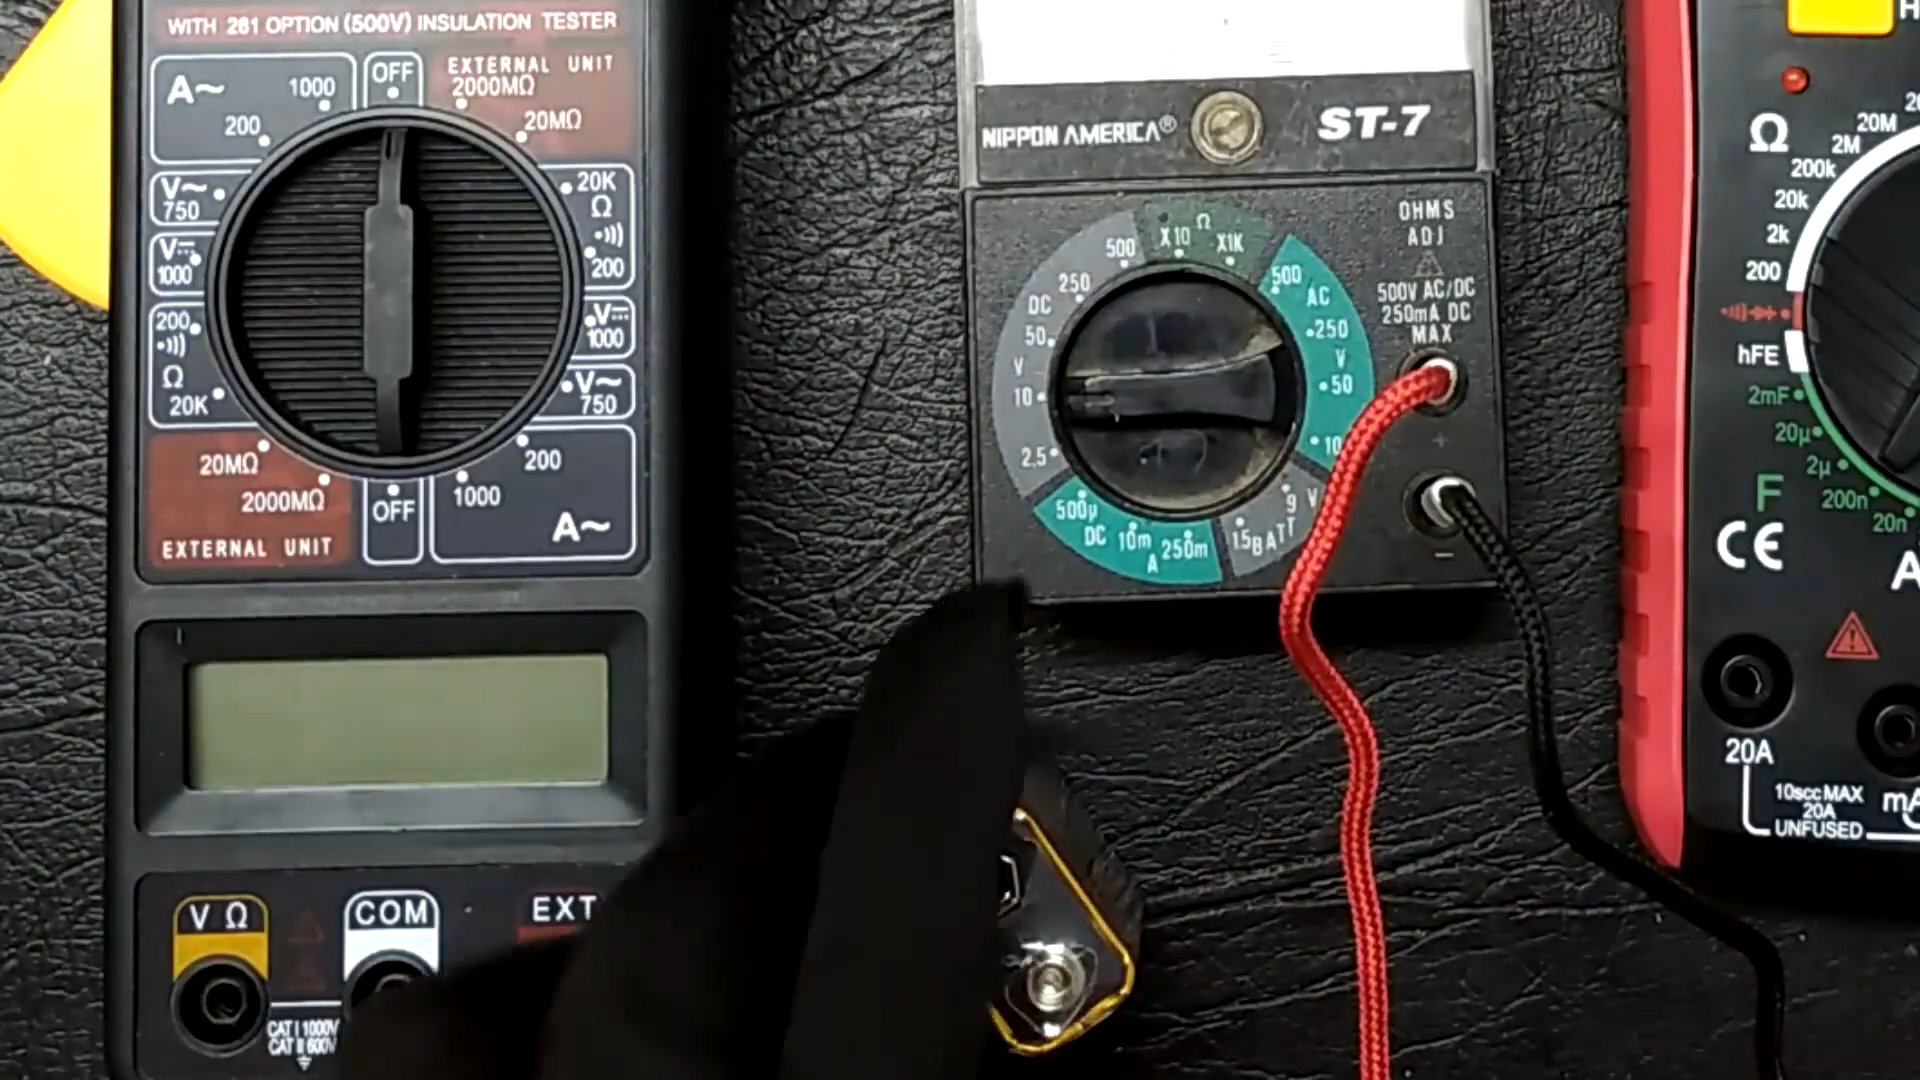 WITH 261 OPTION (500V) INSULATION TESTER
A~
1000
200
OFF
EXTERNAL UNIT
2000MΩ
20MΩ
V~
750
V⎓
1000
200
•)))
Ω
20K
20K
Ω
•)))
200
V⎓
1000
V~
750
20MΩ
2000MΩ
EXTERNAL UNIT
OFF
200
1000
A~
V Ω
COM
EXT
CAT I 1000V
CAT II 600V
NIPPON AMERICA®
ST-7
Ω
X10
X1K
500
250
DC
50
V
10
2.5
500
AC
250
V
50
10
500µ
DC
10m
A
250m
1.5
BATT
9
V
OHMS
ADJ
500V AC/DC
250mA DC
MAX
+
−
Ω
20M
2M
200k
20k
2k
200
hFE
2mF
20µ
2µ
200n
20n
F
CE
20A
10sec MAX
20A
UNFUSED